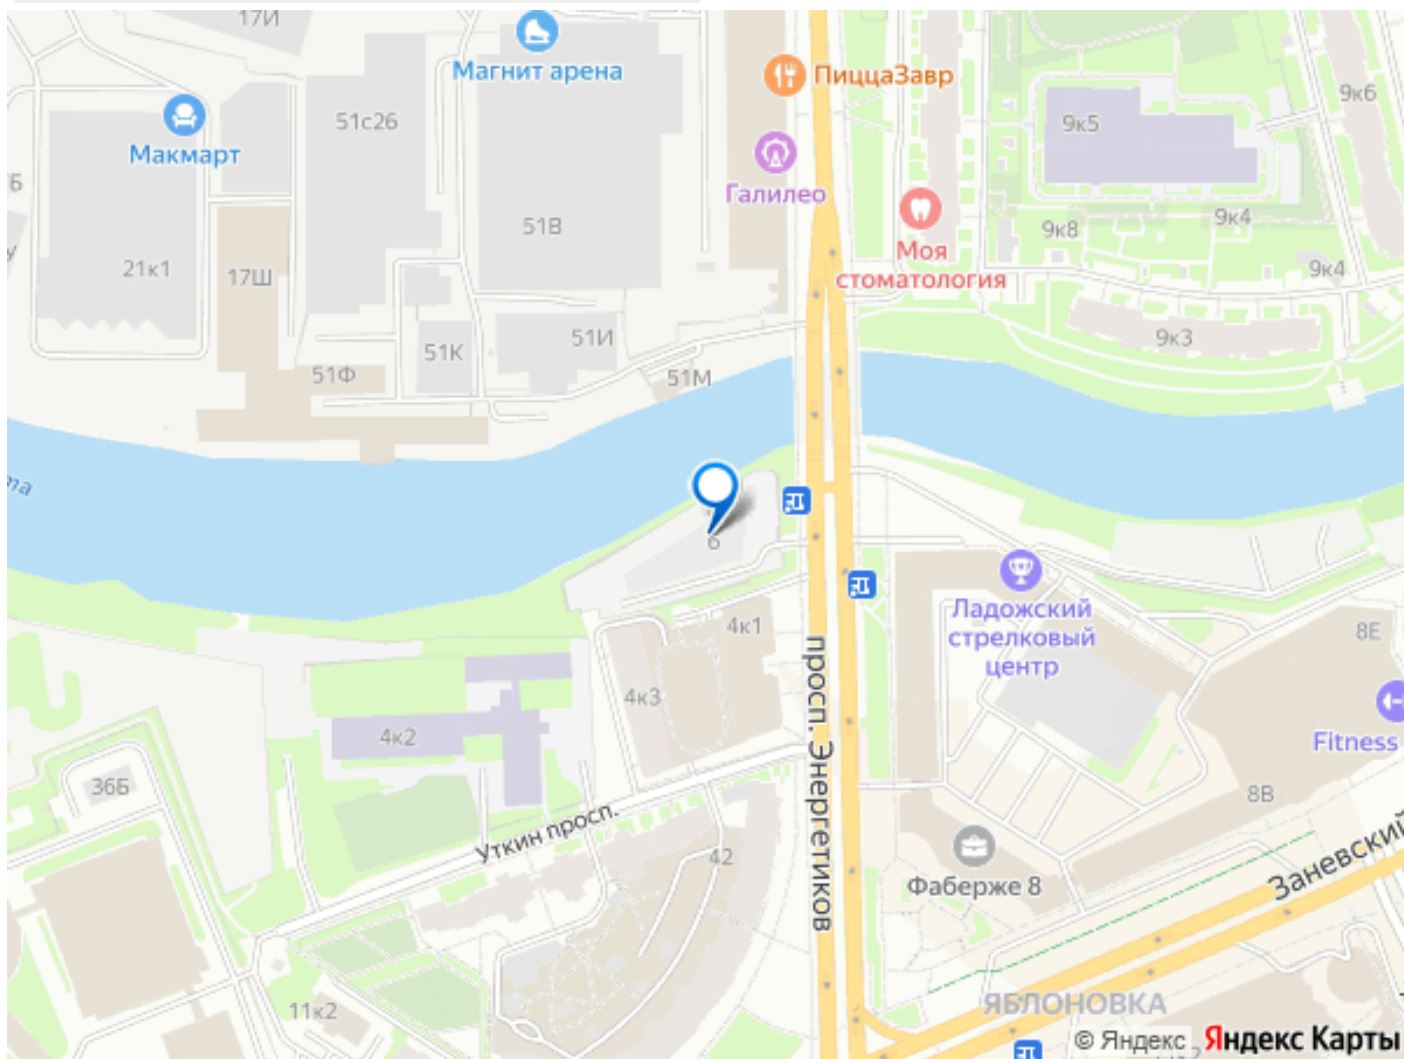 17И
Магнит арена
ПиццаЗавр
9к6
51с26
9к5
Макмарт
Галилео
51В
9к8
9к4
Моя
стоматология
21к1
17Ш
9к4
51К
51И
9к3
51Ф
51М
6
Ладожский
стрелковый
центр
4к1
8Е
4к3
4к2
просп. Энергетиков
Fitness
36Б
8В
Уткин просп.
42
Фаберже 8
Заневский
11к2
ЯБЛОНОВКА
© Яндекс
Яндекс Карты